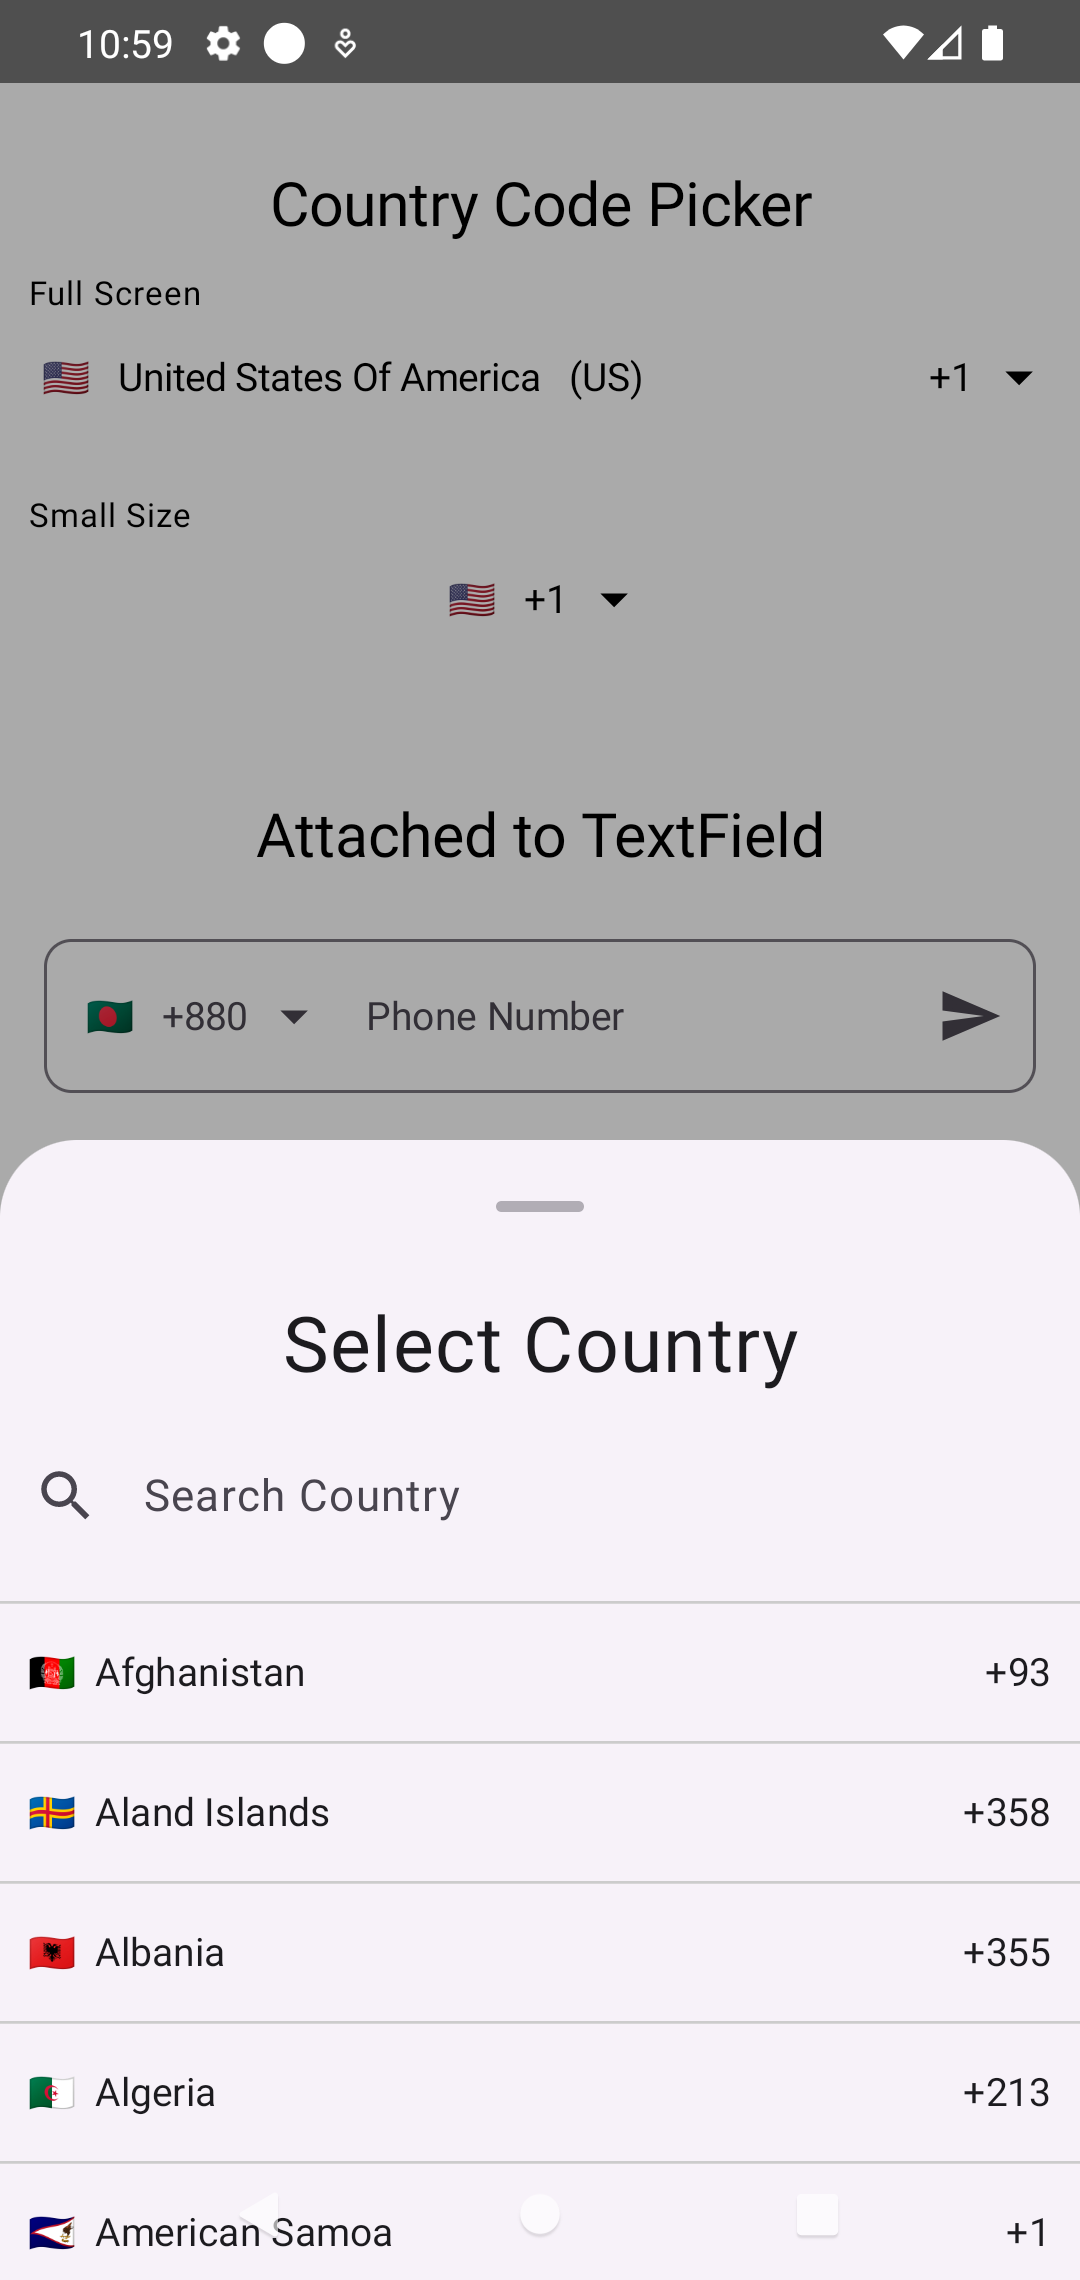 10:59
Country Code Picker
Full Screen
United States Of America (US) +1
Small Size
+1
Attached to TextField
+880 Phone Number
Select Country
Search Country
Afghanistan +93
Aland Islands +358
Albania +355
Algeria +213
American Samoa +1